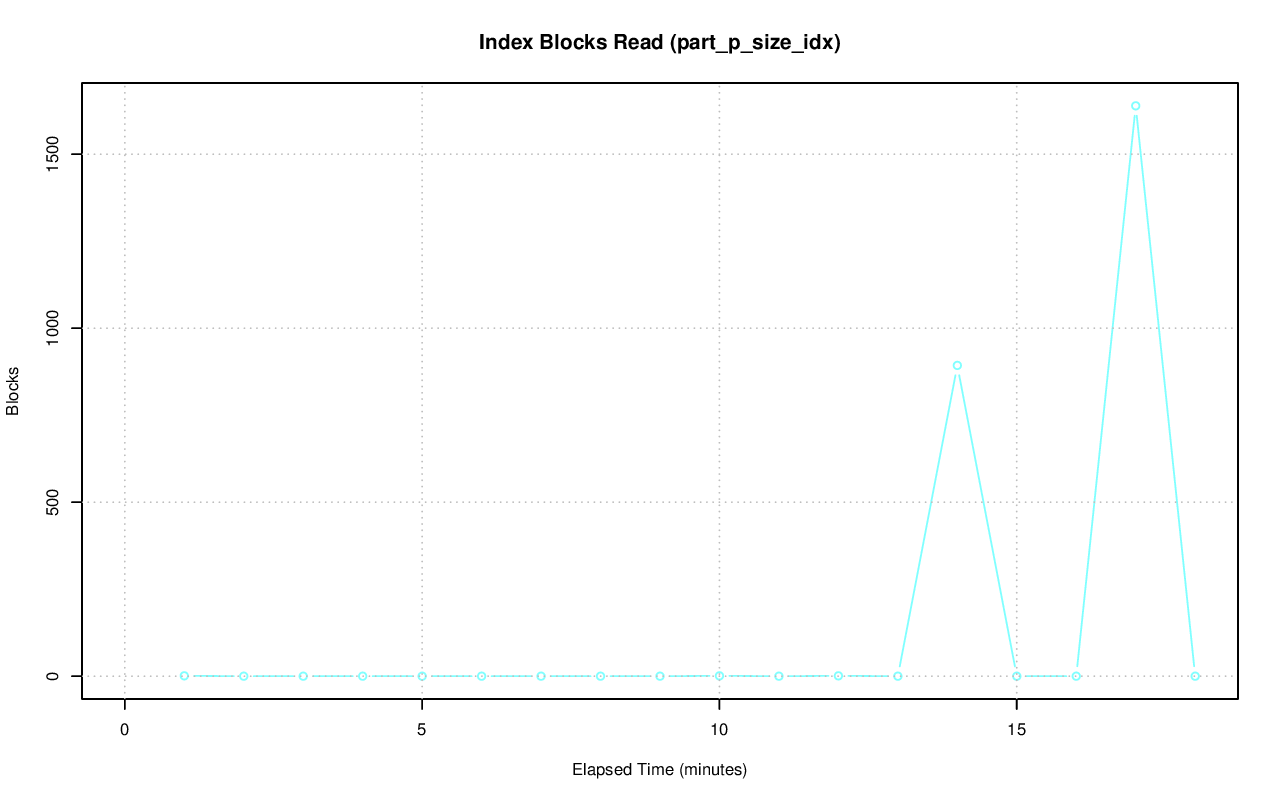 Index Blocks Read (part_p_size_idx)
Blocks
1500
1000
500
0
0 5 10 15
Elapsed Time (minutes)